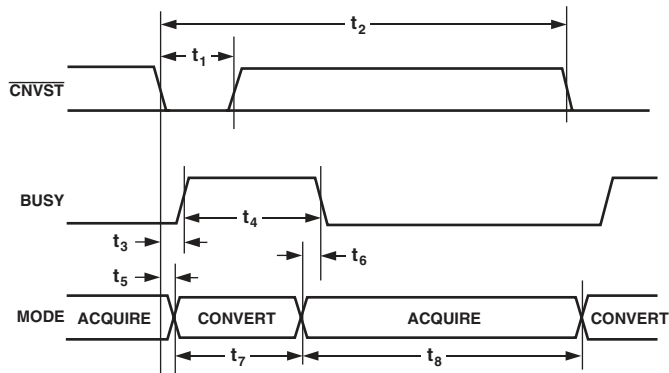 t2
t1
CNVST
BUSY
t4
t3
t6
t5
MODE ACQUIRE CONVERT ACQUIRE CONVERT
t7 t8